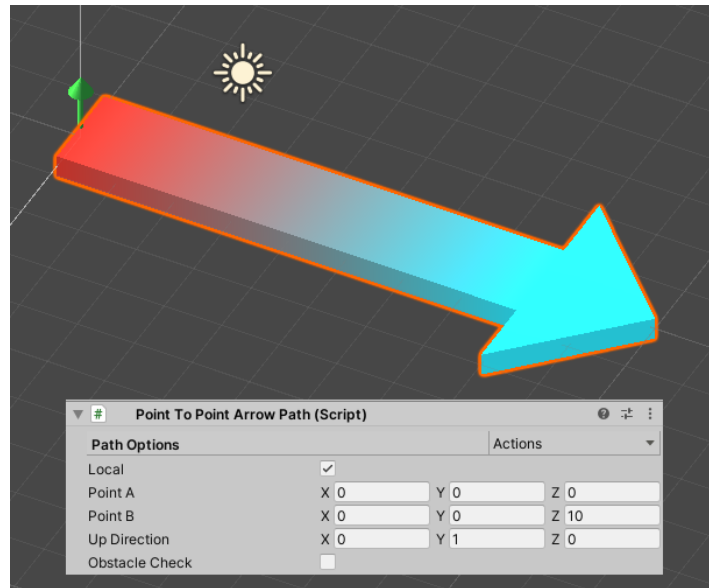 # Point To Point Arrow Path (Script)
Path Options Actions
Local
Point A X 0 Y 0 Z 0
Point B X 0 Y 0 Z 10
Up Direction X 0 Y 1 Z 0
Obstacle Check